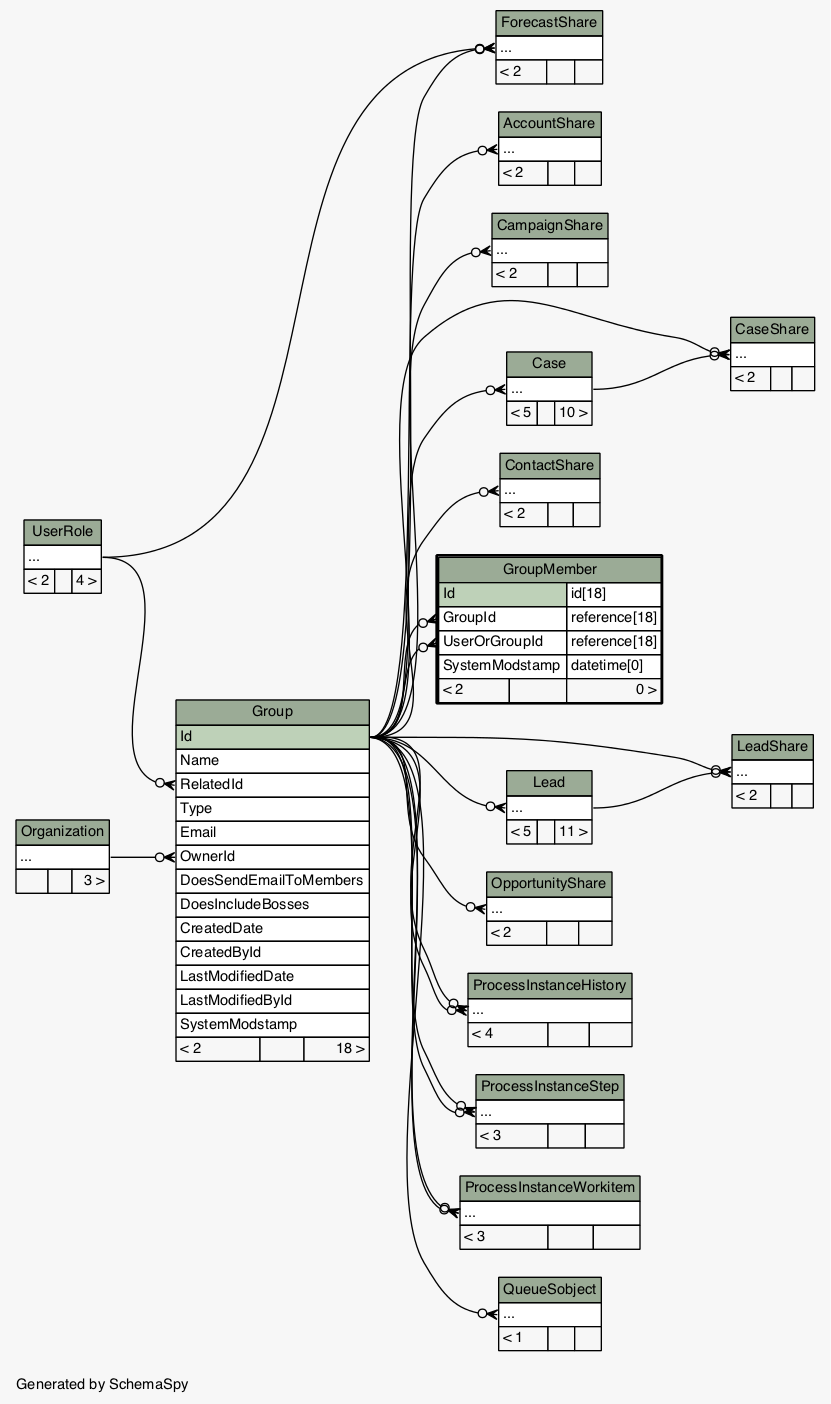 ForecastShare
...
< 2
AccountShare
...
< 2
CampaignShare
...
< 2
CaseShare
...
< 2
Case
...
< 5 10 >
ContactShare
...
< 2
UserRole
...
< 2 4 >
GroupMember
Id id[18]
GroupId reference[18]
UserOrGroupId reference[18]
SystemModstamp datetime[0]
< 2 0 >
Group
Id
Name
RelatedId
Type
Email
OwnerId
DoesSendEmailToMembers
DoesIncludeBosses
CreatedDate
CreatedById
LastModifiedDate
LastModifiedById
SystemModstamp
< 2 18 >
Organization
...
3 >
LeadShare
...
< 2
Lead
...
< 5 11 >
OpportunityShare
...
< 2
ProcessInstanceHistory
...
< 4
ProcessInstanceStep
...
< 3
ProcessInstanceWorkitem
...
< 3
QueueSobject
...
< 1
Generated by SchemaSpy